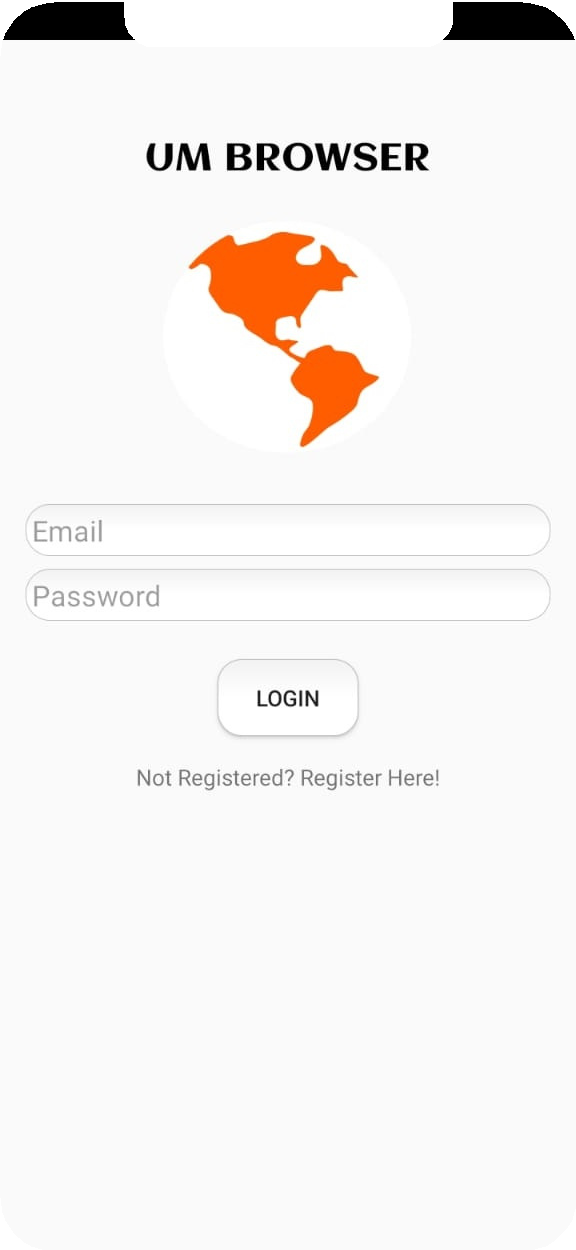 UM BROWSER
Email
Password
LOGIN
Not Registered? Register Here!